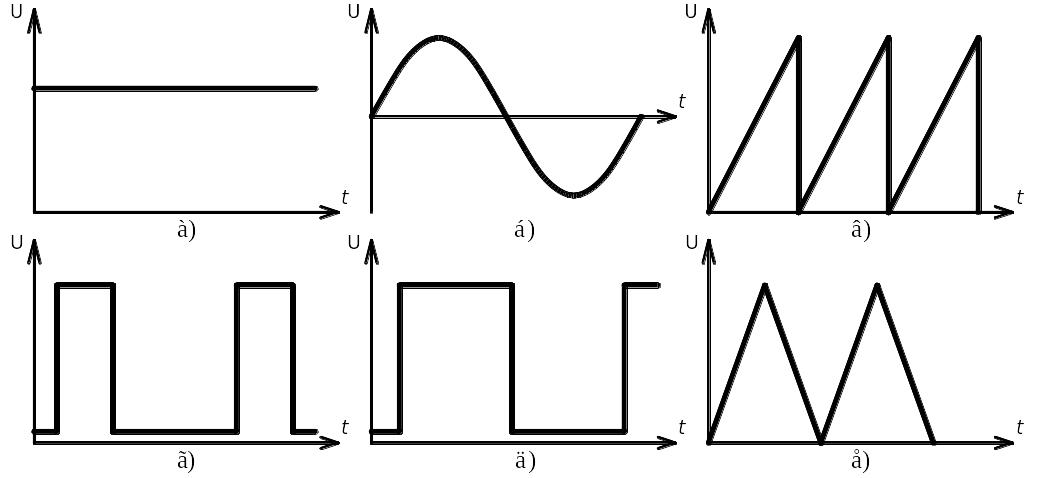 U U U
t t t
à) á) â)
U U U
t t t
ã) ä) å)